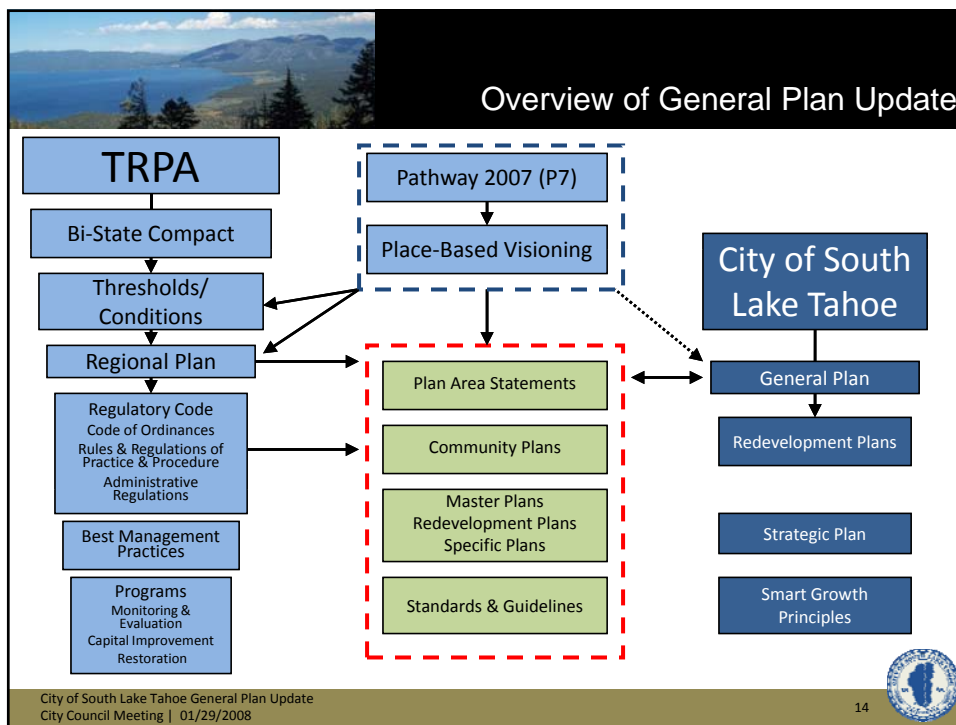 Overview of General Plan Update
TRPA
Bi-State Compact
Thresholds/
Conditions
Regional Plan
Regulatory Code
Code of Ordinances
Rules & Regulations of
Practice & Procedure
Administrative
Regulations
Best Management
Practices
Programs
Monitoring &
Evaluation
Capital Improvement
Restoration
Pathway 2007 (P7)
Place-Based Visioning
Plan Area Statements
Community Plans
Master Plans
Redevelopment Plans
Specific Plans
Standards & Guidelines
City of South
Lake Tahoe
General Plan
Redevelopment Plans
Strategic Plan
Smart Growth
Principles
City of South Lake Tahoe General Plan Update
City Council Meeting | 01/29/2008
14